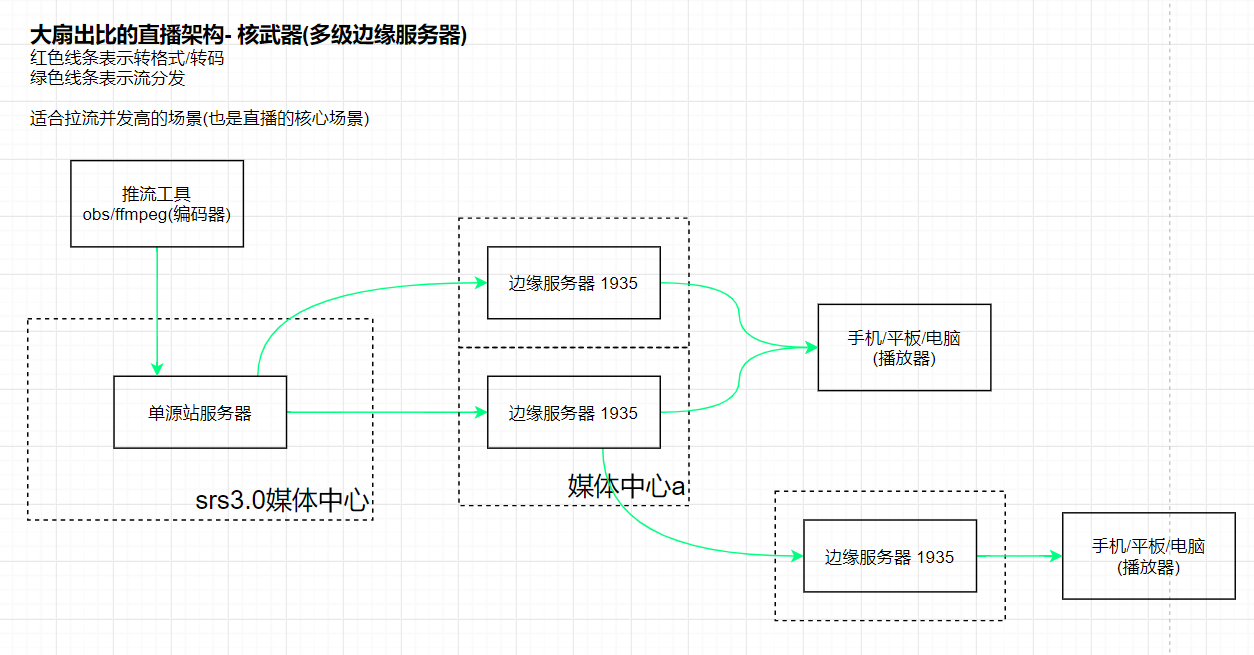 大扇出比的直播架构- 核武器(多级边缘服务器)
红色线条表示转格式/转码
绿色线条表示流分发
适合拉流并发高的场景(也是直播的核心场景)
推流工具
obs/ffmpeg(编码器)
边缘服务器 1935
手机/平板/电脑
(播放器)
单源站服务器
边缘服务器 1935
srs3.0媒体中心
媒体中心a
边缘服务器 1935
手机/平板/电脑
(播放器)